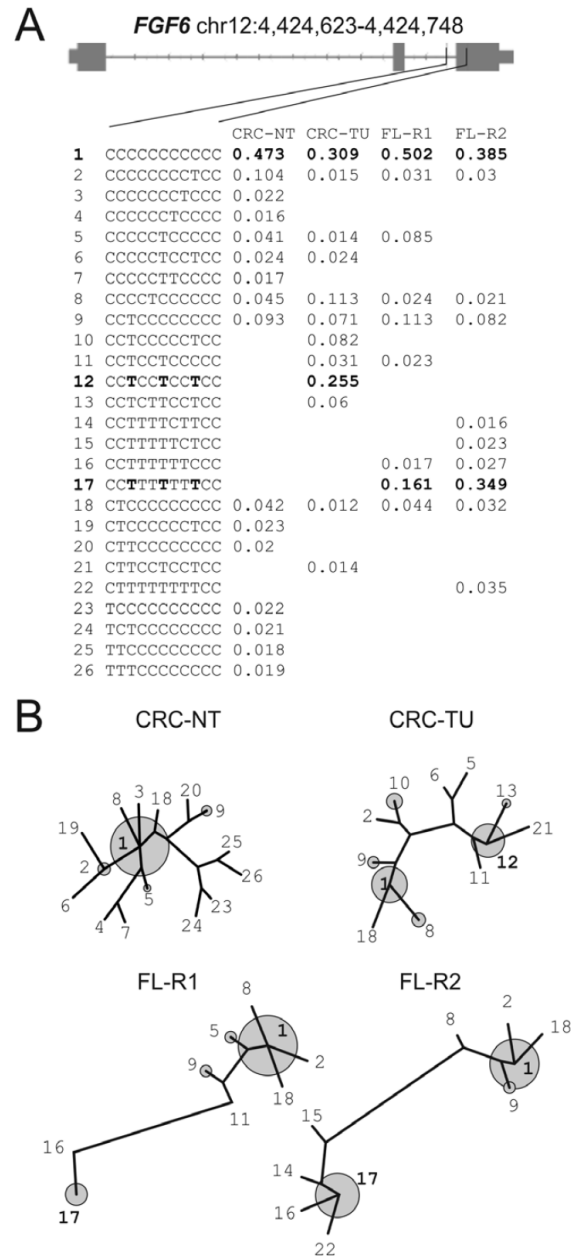 A
FGF6 chr12:4,424,623-4,424,748
CRC-NT CRC-TU FL-R1 FL-R2
1 CCCCCCCCCCC 0.473 0.309 0.502 0.385
2 CCCCCCCCTCC 0.104 0.015 0.031 0.03
3 CCCCCCCTCCC 0.022
4 CCCCCCTCCCC 0.016
5 CCCCCTCCCCC 0.041 0.014 0.085
6 CCCCCTCCTCC 0.024 0.024
7 CCCCCTTCCCC 0.017
8 CCCCTCCCCCC 0.045 0.113 0.024 0.021
9 CCTCCCCCCCC 0.093 0.071 0.113 0.082
10 CCTCCCCCTCC 0.082
11 CCTCCTCCCCC 0.031 0.023
12 CCTCCTCCTCC 0.255
13 CCTCTTCCTCC 0.06
14 CCTTTTCTTCC 0.016
15 CCTTTTTCTCC 0.023
16 CCTTTTTTCCC 0.017 0.027
17 CCTTTTTTTCC 0.161 0.349
18 CTCCCCCCCCC 0.042 0.012 0.044 0.032
19 CTCCCCCCTCC 0.023
20 CTTCCCCCCCC 0.02
21 CTTCCTCCTCC 0.014
22 CTTTTTTTTCC 0.035
23 TCCCCCCCCCC 0.022
24 TCTCCCCCCCC 0.021
25 TTCCCCCCCCC 0.018
26 TTTCCCCCCCC 0.019
B
CRC-NT CRC-TU
8 3 18 20 9
19 1 2 25
6 5 26
4 7 24 23
10 6 5 13
2 21
9 12
1 11
18 8
FL-R1 FL-R2
8
5 1
9 2
18
11
16
17
2
8 18
1
9
15
14 17
16
22